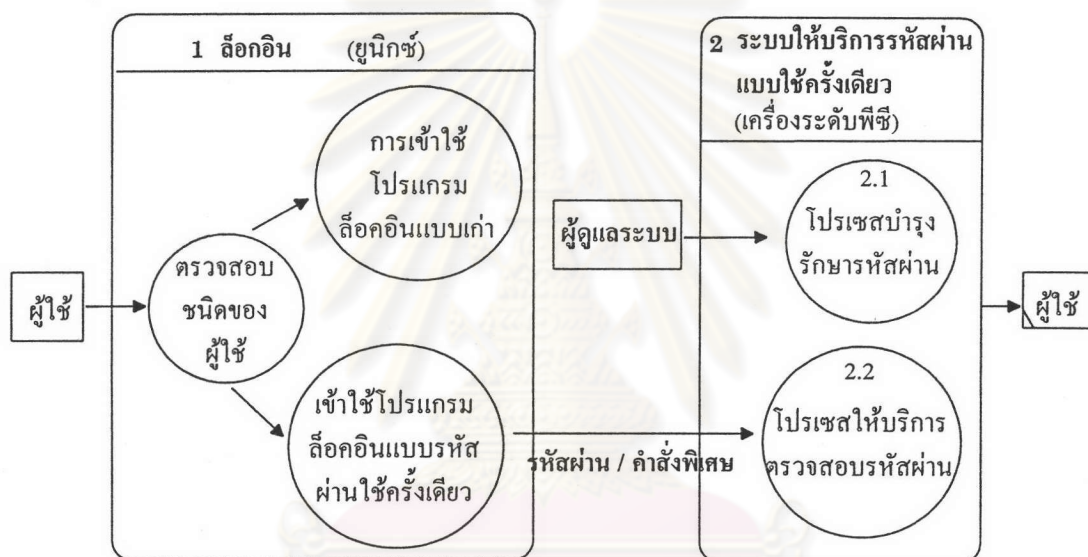 1 ล็อกอิน (ยูนิกซ์)
การเข้าใช้
โปรแกรม
ล็อคอินแบบเก่า
ผู้ใช้
ตรวจสอบ
ชนิดของ
ผู้ใช้
เข้าใช้โปรแกรม
ล็อคอินแบบรหัส
ผ่านใช้ครั้งเดียว
รหัสผ่าน / คำสั่งพิเศษ
ผู้ดูแลระบบ
2 ระบบให้บริการรหัสผ่าน
แบบใช้ครั้งเดียว
(เครื่องระดับพีซี)
2.1
โปรเซสบำรุง
รักษารหัสผ่าน
2.2
โปรเซสให้บริการ
ตรวจสอบรหัสผ่าน
ผู้ใช้